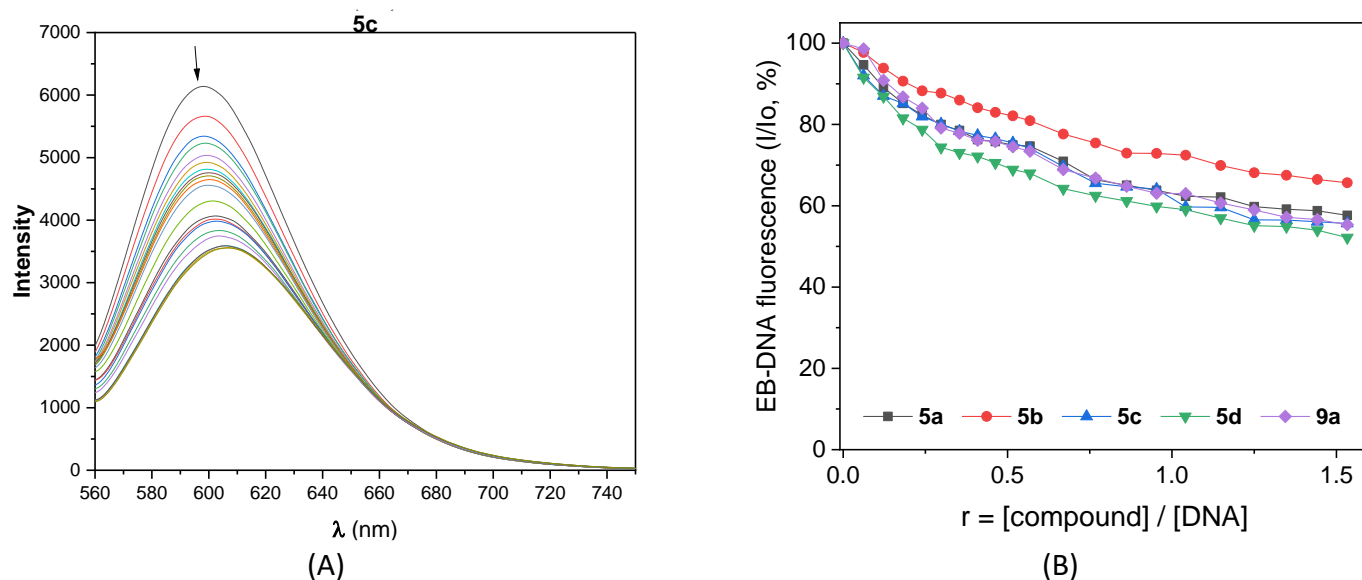 5c
7000
6000
5000
4000
3000
2000
1000
0
Intensity
560 580 600 620 640 660 680 700 720 740
λ (nm)
(A)
100
80
60
40
20
0
EB-DNA fluorescence (I/Io, %)
5a 5b 5c 5d 9a
0.0 0.5 1.0 1.5
r = [compound] / [DNA]
(B)